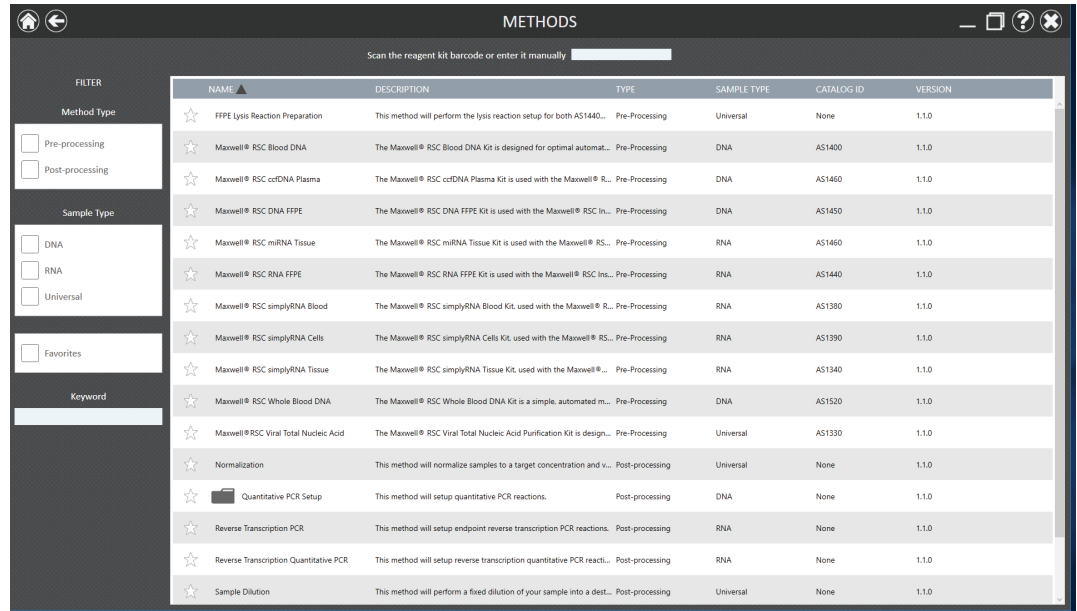 METHODS
Scan the reagent kit barcode or enter it manually
FILTER
Method Type
Pre-processing
Post-processing
Sample Type
DNA
RNA
Universal
Favorites
Keyword
NAME DESCRIPTION TYPE SAMPLE TYPE CATALOG ID VERSION
FFPE Lysis Reaction Preparation This method will perform the lysis reaction setup for both AS1440... Pre-Processing Universal None 1.1.0
Maxwell® RSC Blood DNA The Maxwell® RSC Blood DNA Kit is designed for optimal automat... Pre-Processing DNA AS1400 1.1.0
Maxwell® RSC ccfDNA Plasma The Maxwell® RSC ccfDNA Plasma Kit is used with the Maxwell® R... Pre-Processing DNA AS1460 1.1.0
Maxwell® RSC DNA FFPE The Maxwell® RSC DNA FFPE Kit is used with the Maxwell® RSC In... Pre-Processing DNA AS1450 1.1.0
Maxwell® RSC miRNA Tissue The Maxwell® RSC miRNA Tissue Kit is used with the Maxwell® RS... Pre-Processing RNA AS1460 1.1.0
Maxwell® RSC RNA FFPE The Maxwell® RSC RNA FFPE Kit is used with the Maxwell® RSC Ins... Pre-Processing RNA AS1440 1.1.0
Maxwell® RSC simplyRNA Blood The Maxwell® RSC simplyRNA Blood Kit, used with the Maxwell® R... Pre-Processing RNA AS1380 1.1.0
Maxwell® RSC simplyRNA Cells The Maxwell® RSC simplyRNA Cells Kit, used with the Maxwell® RS... Pre-Processing RNA AS1390 1.1.0
Maxwell® RSC simplyRNA Tissue The Maxwell® RSC simplyRNA Tissue Kit, used with the Maxwell®... Pre-Processing RNA AS1340 1.1.0
Maxwell® RSC Whole Blood DNA The Maxwell® RSC Whole Blood DNA Kit is a simple, automated m... Pre-Processing DNA AS1520 1.1.0
Maxwell®RSC Viral Total Nucleic Acid The Maxwell® RSC Viral Total Nucleic Acid Purification Kit is design... Pre-Processing Universal AS1330 1.1.0
Normalization This method will normalize samples to a target concentration and v... Post-processing Universal None 1.1.0
Quantitative PCR Setup This method will setup quantitative PCR reactions. Post-processing DNA None 1.1.0
Reverse Transcription PCR This method will setup endpoint reverse transcription PCR reactions. Post-processing RNA None 1.1.0
Reverse Transcription Quantitative PCR This method will setup reverse transcription quantitative PCR reacti... Post-processing RNA None 1.1.0
Sample Dilution This method will perform a fixed dilution of your sample into a dest... Post-processing Universal None 1.1.0